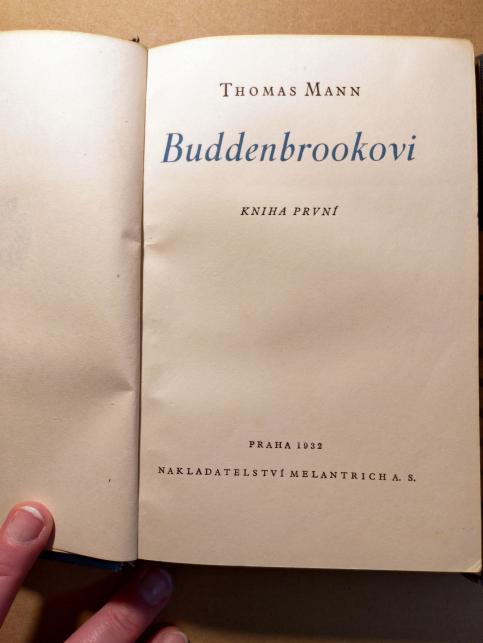 THOMAS MANN
Buddenbrookovi
KNIHA PRVNÍ
PRAHA 1932
NAKLADATELSTVÍ MELANTRICH A. S.